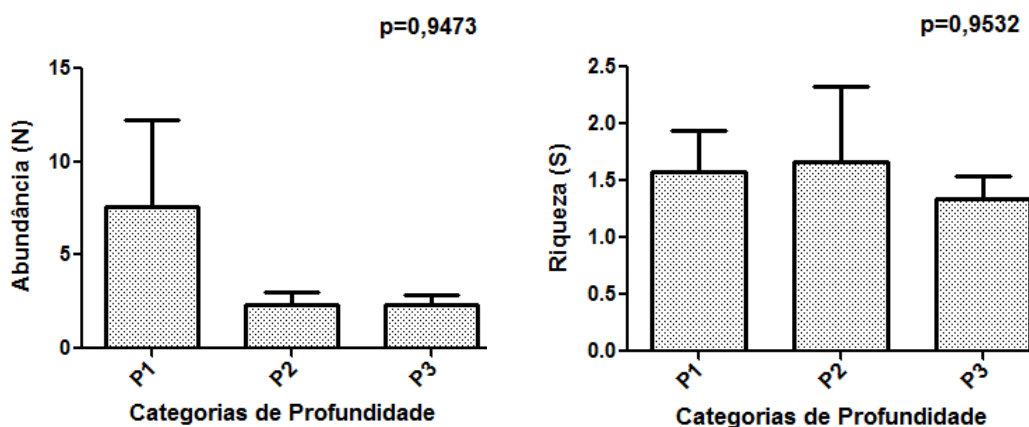 p=0,9473
15
10
5
0
Abundância (N)
P1
P2
P3
Categorias de Profundidade
p=0,9532
2.5
2.0
1.5
1.0
0.5
0.0
Riqueza (S)
P1
P2
P3
Categorias de Profundidade